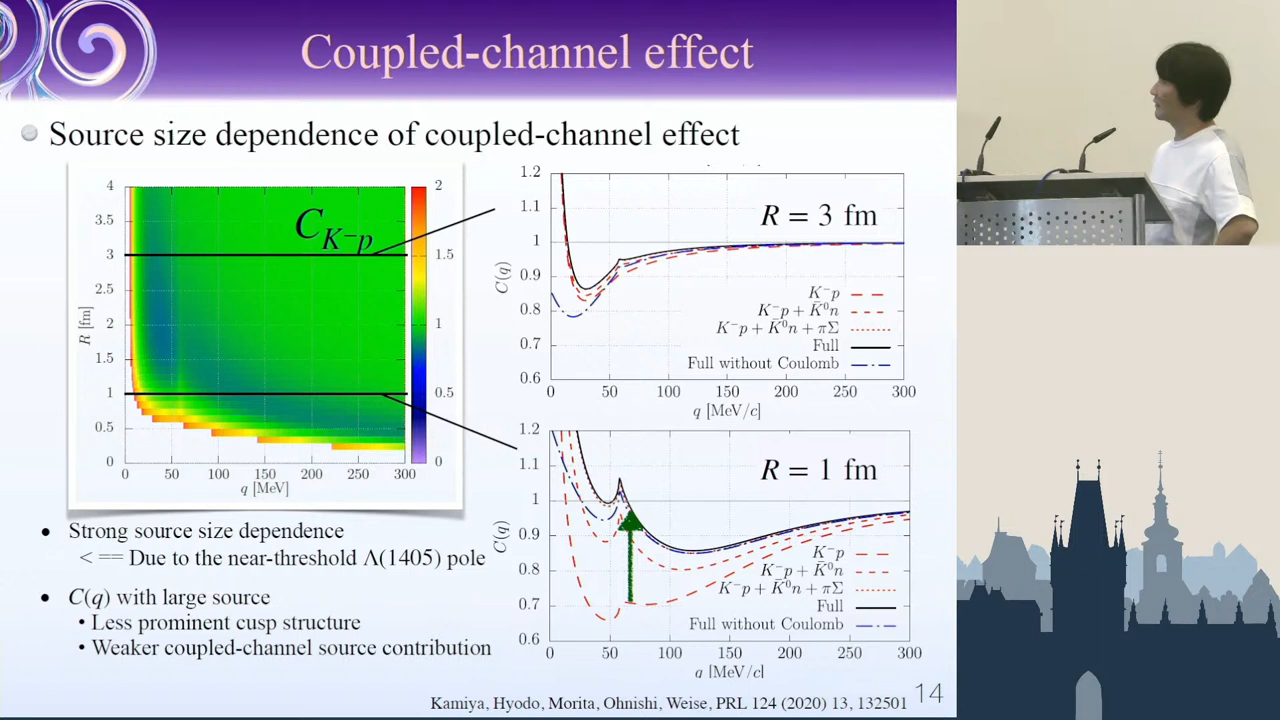 Coupled-channel effect
Source size dependence of coupled-channel effect
4
3.5
3
2.5
2
1.5
1
0.5
0
R [fm]
0 50 100 150 200 250 300
q [MeV]
C_{K⁻p}
2
1.5
1
0.5
0
1.2
1.1
1
0.9
0.8
0.7
0.6
C(q)
R = 3 fm
K⁻p
K⁻p + K̄⁰n
K⁻p + K̄⁰n + πΣ
Full
Full without Coulomb
0 50 100 150 200 250 300
q [MeV/c]
1.2
1.1
1
0.9
0.8
0.7
0.6
C(q)
R = 1 fm
K⁻p
K⁻p + K̄⁰n
K⁻p + K̄⁰n + πΣ
Full
Full without Coulomb
0 50 100 150 200 250 300
q [MeV/c]
• Strong source size dependence
< == Due to the near-threshold Λ(1405) pole
• C(q) with large source
• Less prominent cusp structure
• Weaker coupled-channel source contribution
Kamiya, Hyodo, Morita, Ohnishi, Weise, PRL 124 (2020) 13, 132501
14